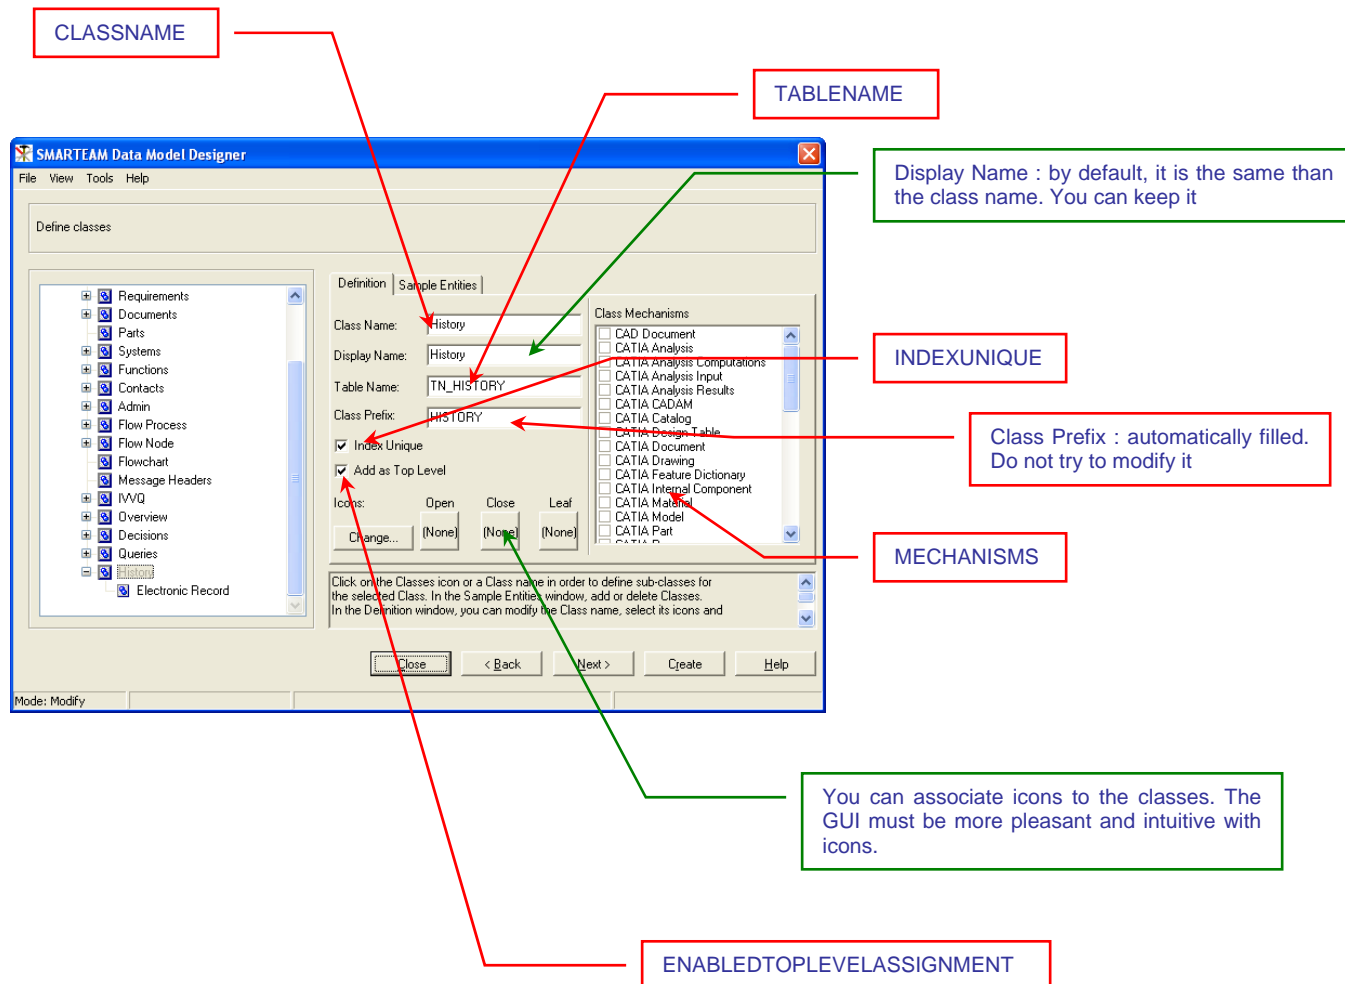 CLASSNAME
TABLENAME
SMARTEAM Data Model Designer
File View Tools Help
Display Name : by default, it is the same than
the class name. You can keep it
Define classes
Requirements
Documents
Parts
Systems
Functions
Contacts
Admin
Flow Process
Flow Node
Flowchart
Message Headers
IVVQ
Overview
Decisions
Queries
History
Electronic Record
Definition
Sample Entities
Class Name: History
Display Name: History
Table Name: TN_HISTORY
Class Prefix: HISTORY
Index Unique
Add as Top Level
Icons: Open Close Leaf
Change... (None) (None) (None)
Class Mechanisms
CAD Document
CATIA Analysis
CATIA Analysis Computations
CATIA Analysis Input
CATIA Analysis Results
CATIA CADAM
CATIA Catalog
CATIA Design Table
CATIA Document
CATIA Drawing
CATIA Feature Dictionary
CATIA Internal Component
CATIA Material
CATIA Model
CATIA Part
INDEXUNIQUE
Class Prefix : automatically filled.
Do not try to modify it
MECHANISMS
Click on the Classes icon or a Class name in order to define sub-classes for
the selected Class. In the Sample Entities window, add or delete Classes.
In the Definition window, you can modify the Class name, select its icons and
Close < Back Next > Create Help
Mode: Modify
You can associate icons to the classes. The
GUI must be more pleasant and intuitive with
icons.
ENABLEDTOPLEVELASSIGNMENT